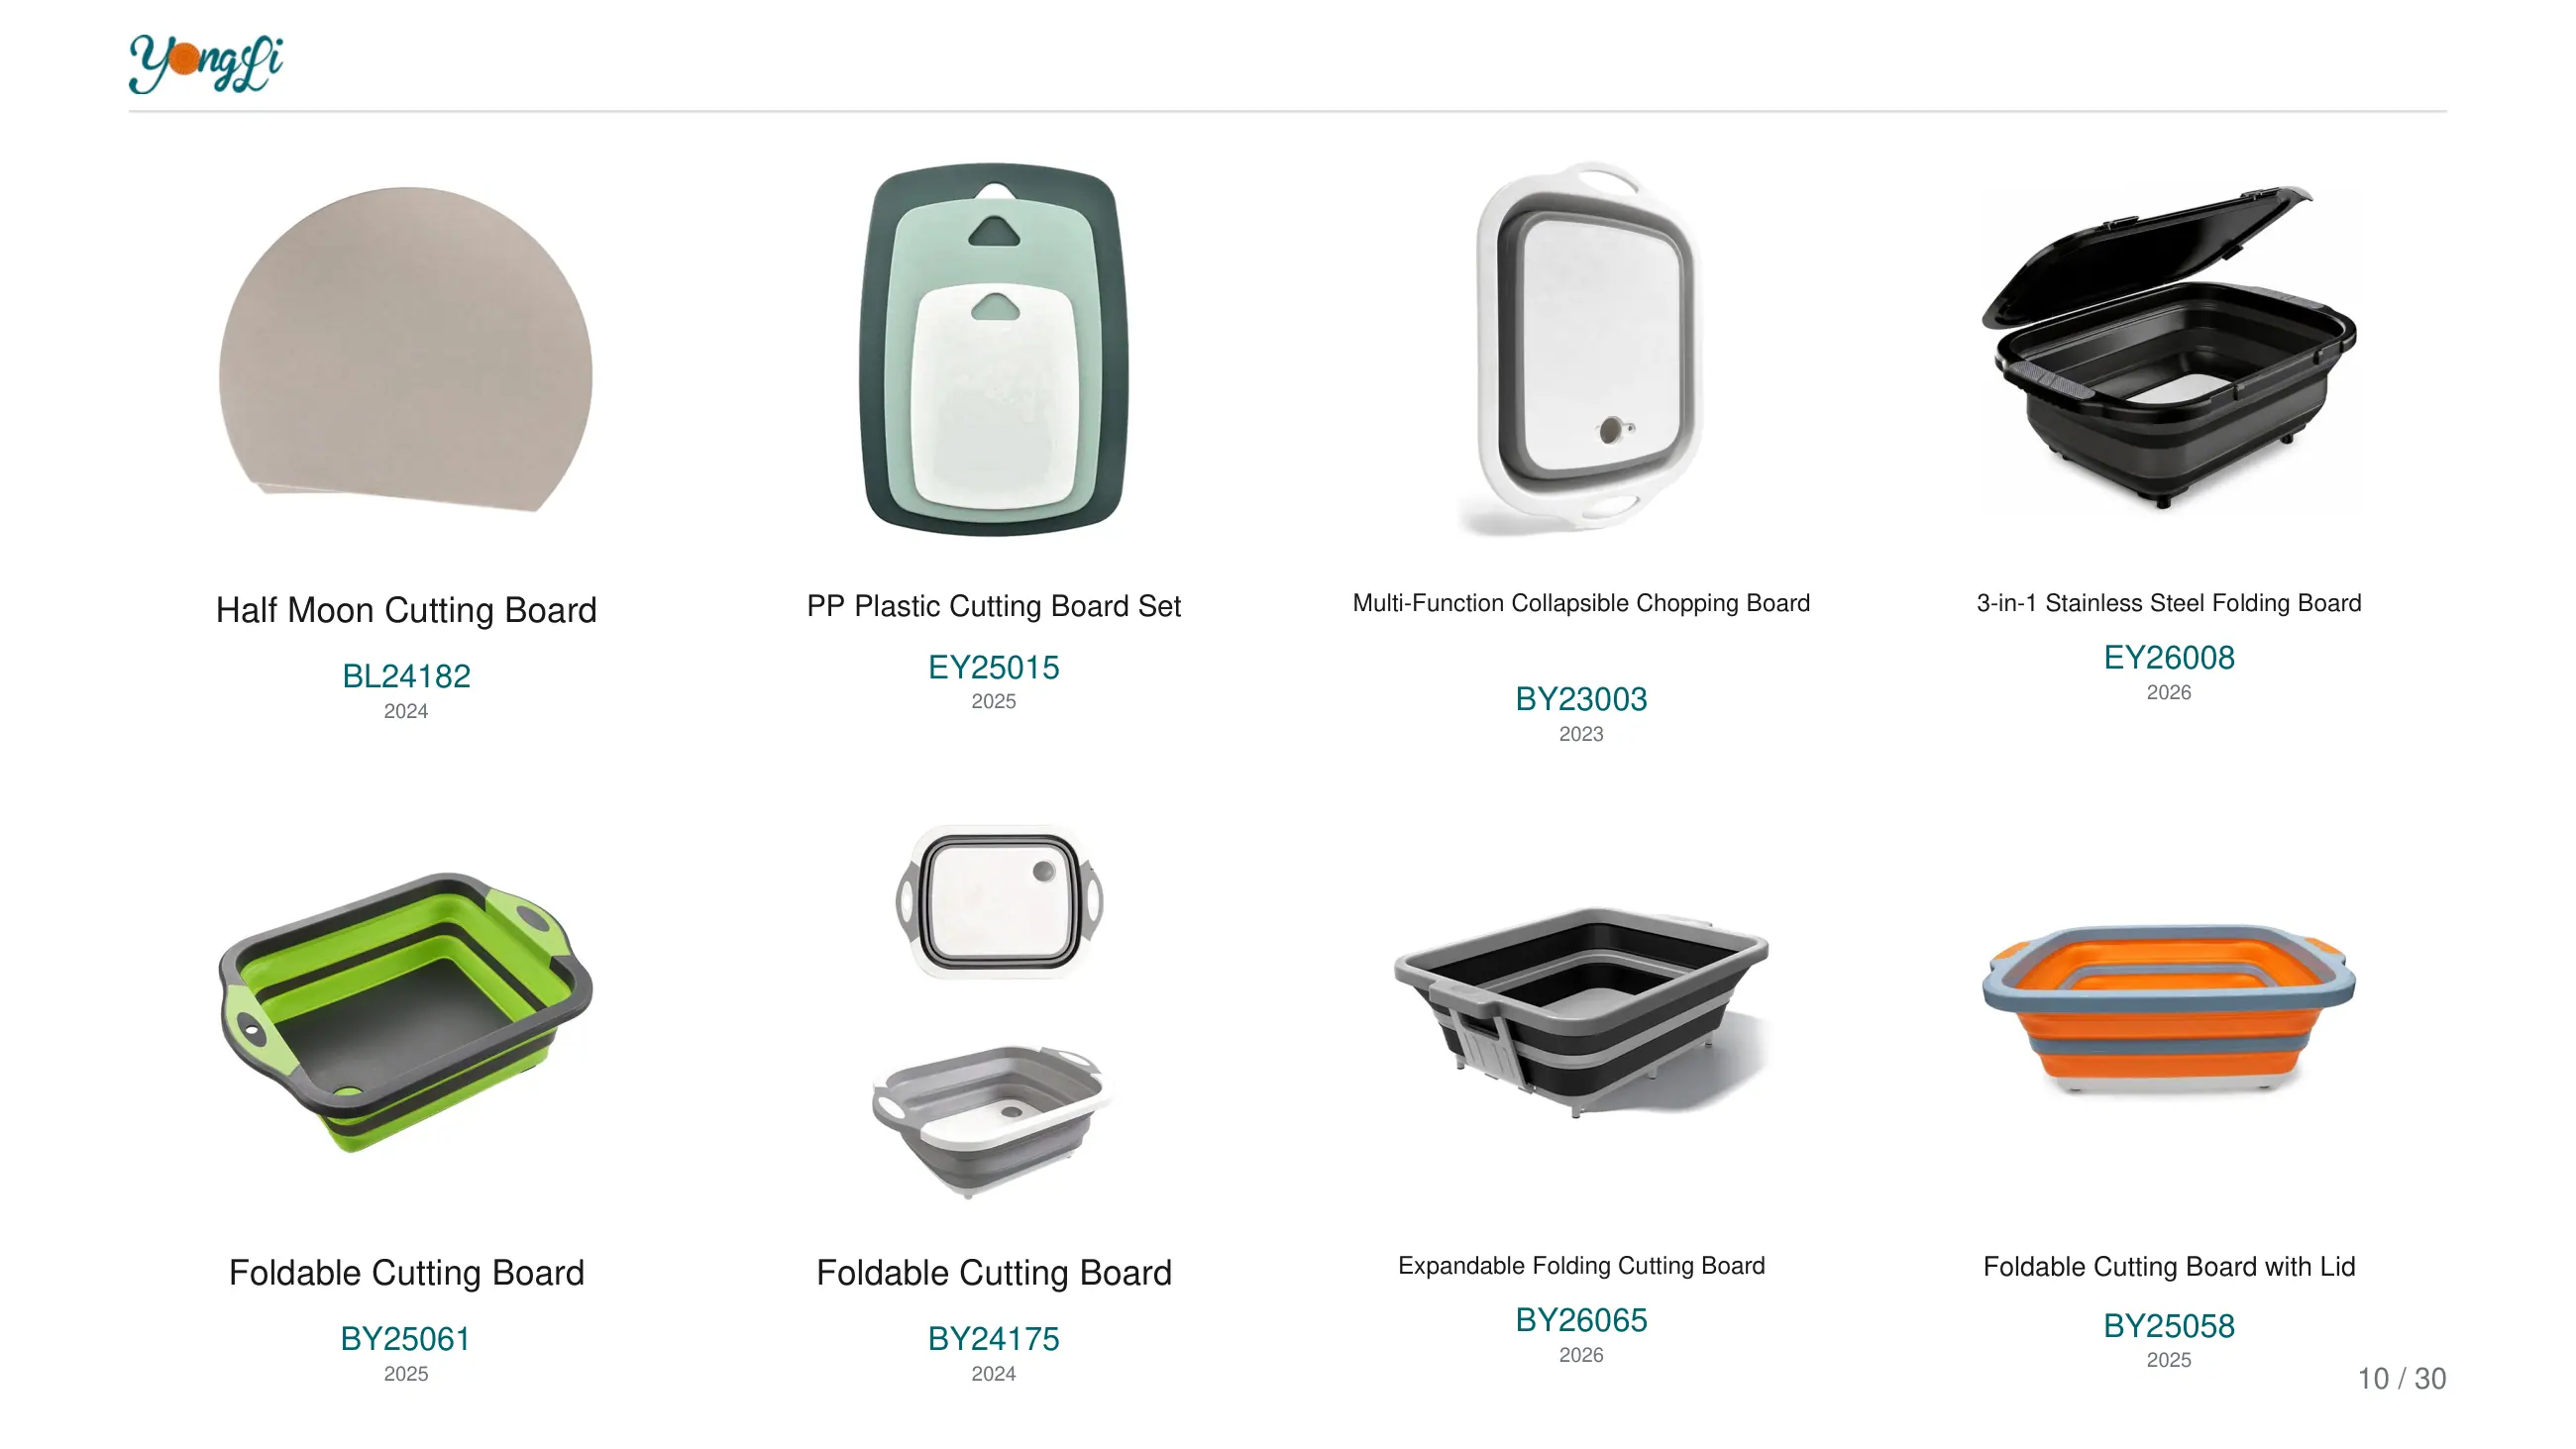 YongLi
Half Moon Cutting Board
BL24182
2024
PP Plastic Cutting Board Set
EY25015
2025
Multi-Function Collapsible Chopping Board
BY23003
2023
3-in-1 Stainless Steel Folding Board
EY26008
2026
Foldable Cutting Board
BY25061
2025
Foldable Cutting Board
BY24175
2024
Expandable Folding Cutting Board
BY26065
2026
Foldable Cutting Board with Lid
BY25058
2025
10 / 30